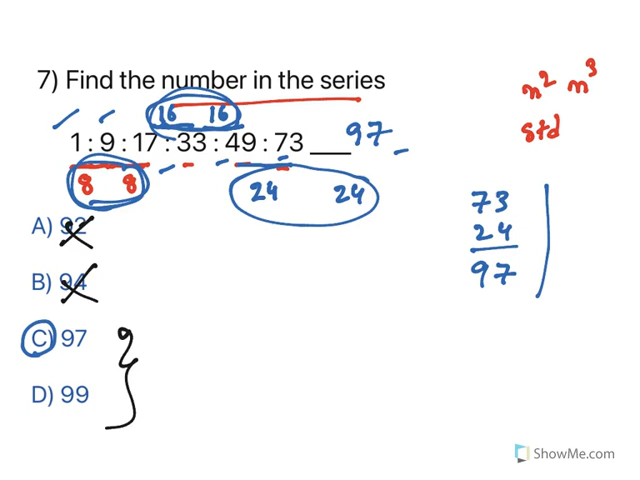 7) Find the number in the series
n² n³
std
16 16
1 : 9 : 17 : 33 : 49 : 73 ___ 97
8 8 24 24
73
24
97
A) 92
B) 94
C) 97
D) 99
ShowMe.com